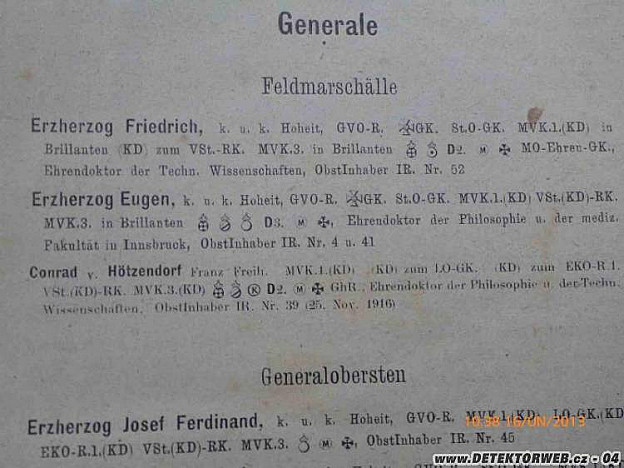 Generale
Feldmarschälle
Erzherzog Friedrich, k. u. k. Hoheit, GVO-R. GK. St.O-GK. MVK.1.(KD) in
Brillanten (KD) zum VSt.-RK. MVK.3. in Brillanten D2. M ✠ MO-Ehren-GK.,
Ehrendoktor der Techn. Wissenschaften, ObstInhaber IR. Nr. 52
Erzherzog Eugen, k. u. k. Hoheit, GVO-R. GK. St.O-GK. MVK.1.(KD) VSt.(KD)-RK.
MVK.3. in Brillanten D3. M ✠, Ehrendoktor der Philosophie u. der mediz.
Fakultät in Innsbruck, ObstInhaber IR. Nr. 4 u. 41
Conrad v. Hötzendorf Franz Freih. MVK.1.(KD) (KD) zum LO-GK. (KD) zum EKO-R.1.
VSt.(KD)-RK. MVK.3.(KD) K D2. M ✠ GhR., Ehrendoktor der Philosophie u. der Techn.
Wissenschaften, ObstInhaber IR. Nr. 39 (25. Nov. 1916)
Generalobersten
Erzherzog Josef Ferdinand, k. u. k. Hoheit, GVO-R. MVK.1.(KD) LO-GK.(KD)
EKO-R.1.(KD) VSt.(KD)-RK. MVK.3. M ✠, ObstInhaber IR. Nr. 45
10:38 16/JUN/2013
www.DETEKTORWEB.cz - 04